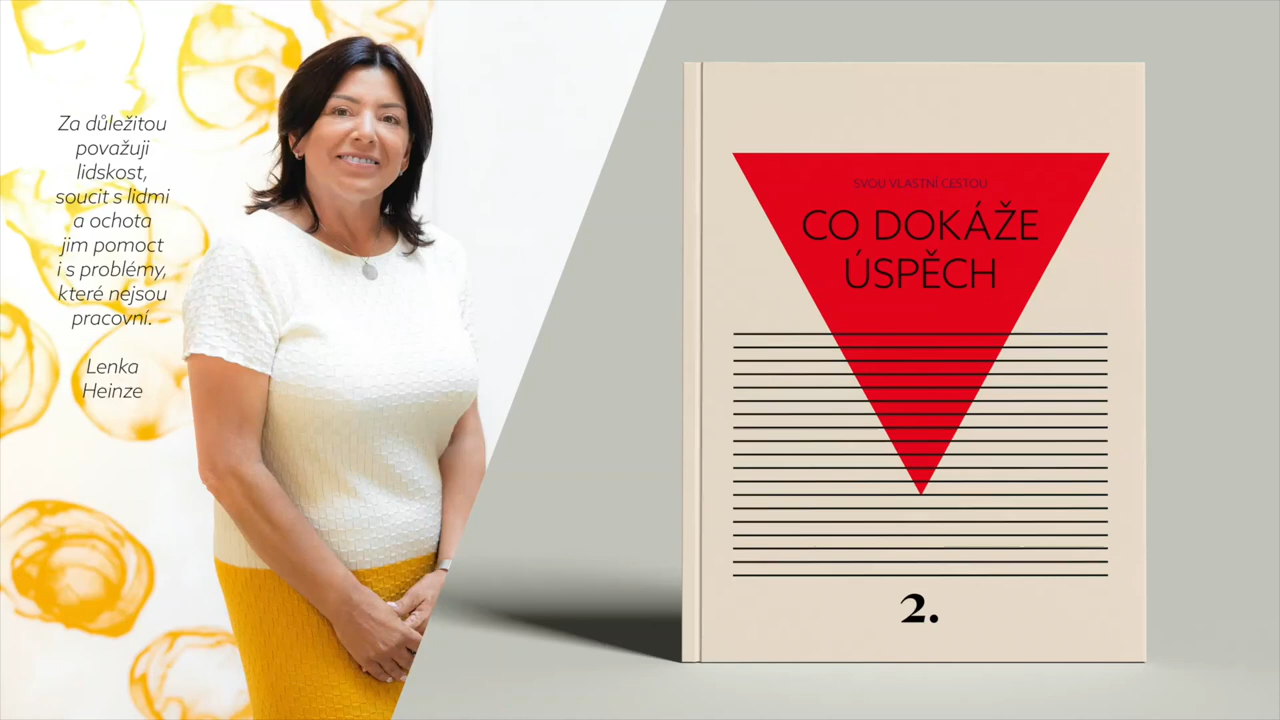 Za důležitou
považuji
lidskost,
soucit s lidmi
a ochota
jim pomoct
i s problémy,
které nejsou
pracovní.
Lenka
Heinze
SVOU VLASTNÍ CESTOU
CO DOKÁŽE
ÚSPĚCH
2.